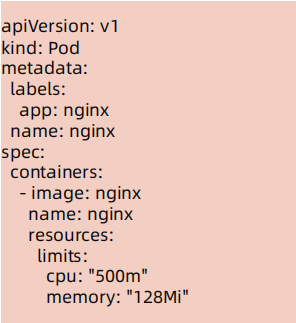 apiVersion: v1
kind: Pod
metadata:
  labels:
    app: nginx
  name: nginx
spec:
  containers:
    - image: nginx
      name: nginx
      resources:
        limits:
          cpu: "500m"
          memory: "128Mi"